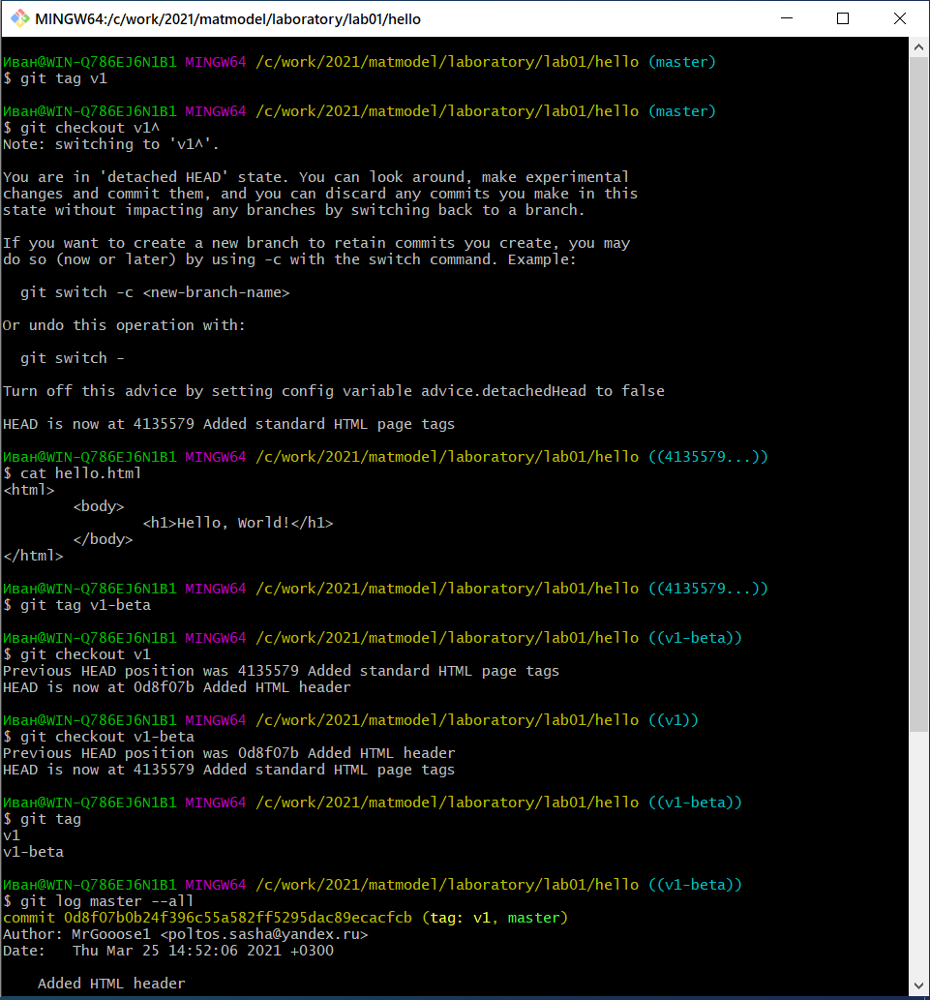 MINGW64:/c/work/2021/matmodel/laboratory/lab01/hello
Иван@WIN-Q786EJ6N1B1 MINGW64 /c/work/2021/matmodel/laboratory/lab01/hello (master)
$ git tag v1
Иван@WIN-Q786EJ6N1B1 MINGW64 /c/work/2021/matmodel/laboratory/lab01/hello (master)
$ git checkout v1^
Note: switching to 'v1^'.
You are in 'detached HEAD' state. You can look around, make experimental
changes and commit them, and you can discard any commits you make in this
state without impacting any branches by switching back to a branch.
If you want to create a new branch to retain commits you create, you may
do so (now or later) by using -c with the switch command. Example:
  git switch -c <new-branch-name>
Or undo this operation with:
  git switch -
Turn off this advice by setting config variable advice.detachedHead to false
HEAD is now at 4135579 Added standard HTML page tags
Иван@WIN-Q786EJ6N1B1 MINGW64 /c/work/2021/matmodel/laboratory/lab01/hello ((4135579...))
$ cat hello.html
<html>
        <body>
                <h1>Hello, World!</h1>
        </body>
</html>
Иван@WIN-Q786EJ6N1B1 MINGW64 /c/work/2021/matmodel/laboratory/lab01/hello ((4135579...))
$ git tag v1-beta
Иван@WIN-Q786EJ6N1B1 MINGW64 /c/work/2021/matmodel/laboratory/lab01/hello ((v1-beta))
$ git checkout v1
Previous HEAD position was 4135579 Added standard HTML page tags
HEAD is now at 0d8f07b Added HTML header
Иван@WIN-Q786EJ6N1B1 MINGW64 /c/work/2021/matmodel/laboratory/lab01/hello ((v1))
$ git checkout v1-beta
Previous HEAD position was 0d8f07b Added HTML header
HEAD is now at 4135579 Added standard HTML page tags
Иван@WIN-Q786EJ6N1B1 MINGW64 /c/work/2021/matmodel/laboratory/lab01/hello ((v1-beta))
$ git tag
v1
v1-beta
Иван@WIN-Q786EJ6N1B1 MINGW64 /c/work/2021/matmodel/laboratory/lab01/hello ((v1-beta))
$ git log master --all
commit 0d8f07b0b24f396c55a582ff5295dac89ecacfcb (tag: v1, master)
Author: MrGooose1 <poltos.sasha@yandex.ru>
Date:   Thu Mar 25 14:52:06 2021 +0300
    Added HTML header